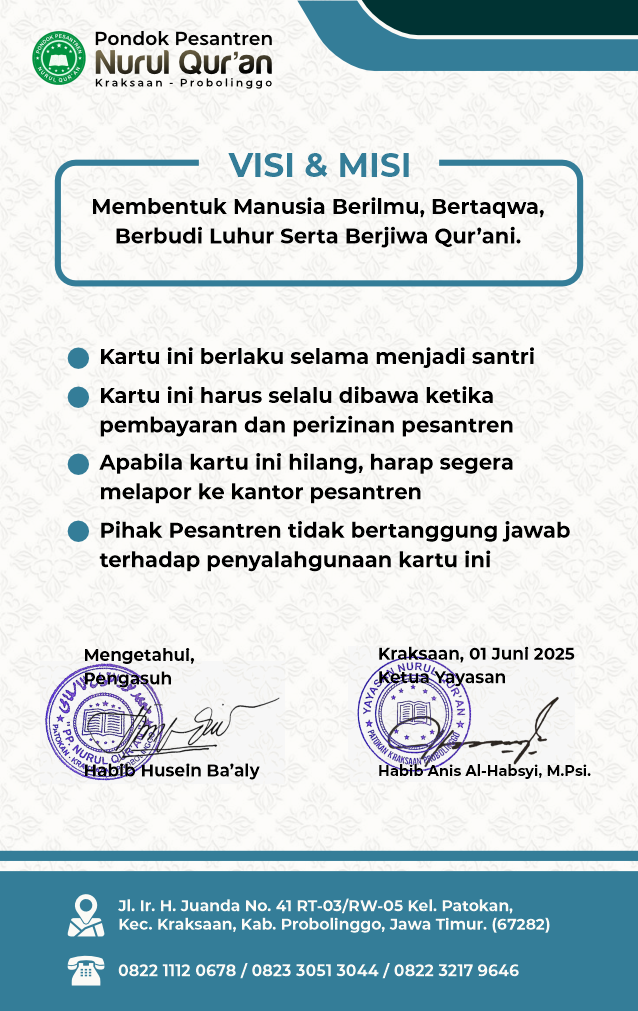 PONDOK PESANTREN
NURUL QUR'AN
Pondok Pesantren
Nurul Qur'an
Kraksaan - Probolinggo
VISI & MISI
Membentuk Manusia Berilmu, Bertaqwa,
Berbudi Luhur Serta Berjiwa Qur'ani.
Kartu ini berlaku selama menjadi santri
Kartu ini harus selalu dibawa ketika
pembayaran dan perizinan pesantren
Apabila kartu ini hilang, harap segera
melapor ke kantor pesantren
Pihak Pesantren tidak bertanggung jawab
terhadap penyalahgunaan kartu ini
Mengetahui,
Pengasuh
"PP. NURUL QUR'AN"
PATOKAN - KRAKSAAN - PROBOLINGGO
Habib Husein Ba'aly
Kraksaan, 01 Juni 2025
Ketua Yayasan
YAYASAN NURUL QUR'AN
PATOKAN KRAKSAAN PROBOLINGGO
Habib Anis Al-Habsyi, M.Psi.
Jl. Ir. H. Juanda No. 41 RT-03/RW-05 Kel. Patokan,
Kec. Kraksaan, Kab. Probolinggo, Jawa Timur. (67282)
0822 1112 0678 / 0823 3051 3044 / 0822 3217 9646